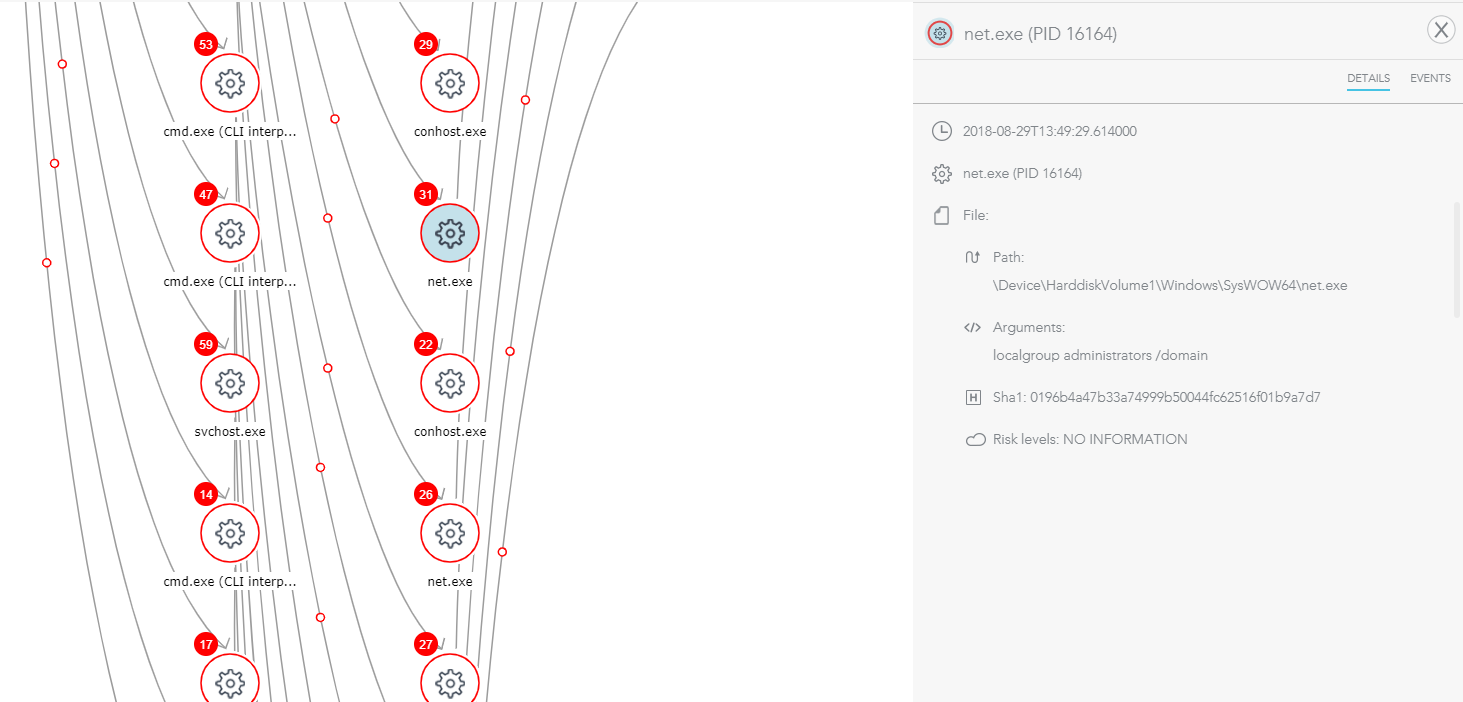 53
cmd.exe (CLI interp...
47
cmd.exe (CLI interp...
59
svchost.exe
14
cmd.exe (CLI interp...
17
29
conhost.exe
31
net.exe
22
conhost.exe
26
net.exe
27
net.exe (PID 16164)
X
DETAILS
EVENTS
2018-08-29T13:49:29.614000
net.exe (PID 16164)
File:
Path:
\Device\HarddiskVolume1\Windows\SysWOW64\net.exe
Arguments:
localgroup administrators /domain
H Sha1: 0196b4a47b33a74999b50044fc62516f01b9a7d7
Risk levels: NO INFORMATION